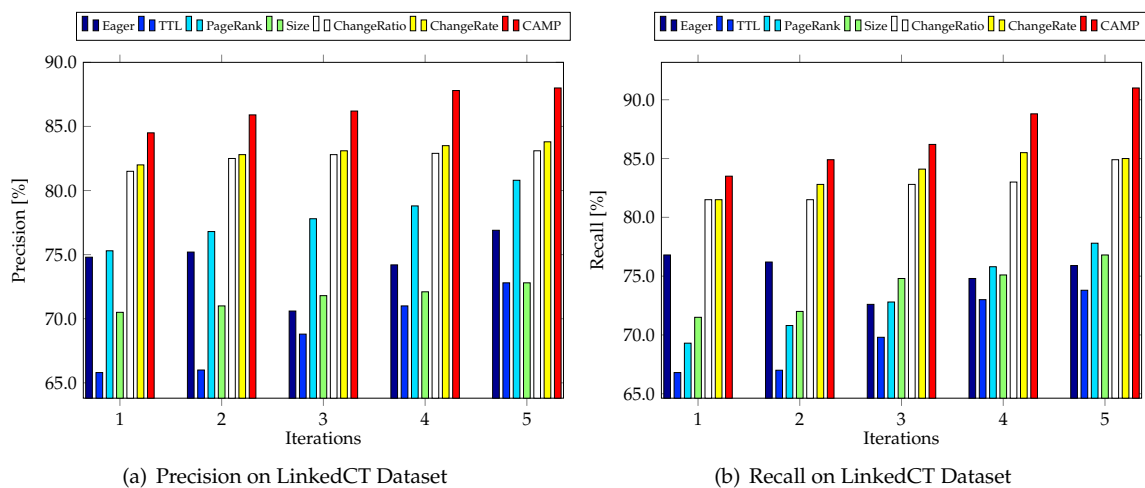 Eager TTL PageRank Size ChangeRatio ChangeRate CAMP
90.0
85.0
80.0
75.0
70.0
65.0
Precision [%]
1 2 3 4 5
Iterations
(a) Precision on LinkedCT Dataset
Eager TTL PageRank Size ChangeRatio ChangeRate CAMP
90.0
85.0
80.0
75.0
70.0
65.0
Recall [%]
1 2 3 4 5
Iterations
(b) Recall on LinkedCT Dataset